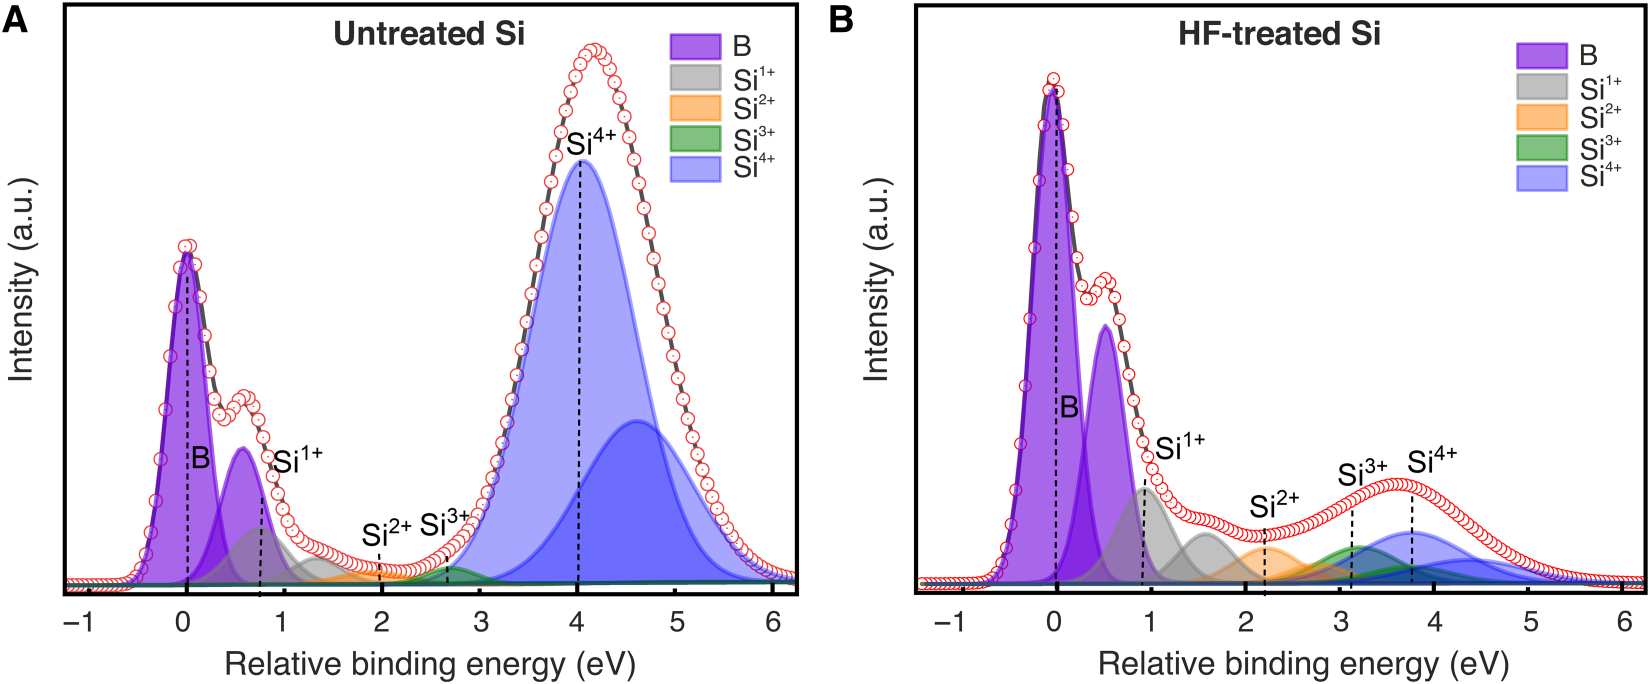 A
Untreated Si
B
Si1+
Si2+
Si3+
Si4+
Si4+
B
Si1+
Si2+
Si3+
Intensity (a.u.)
−1 0 1 2 3 4 5 6
Relative binding energy (eV)
B
HF-treated Si
B
Si1+
Si2+
Si3+
Si4+
B
Si1+
Si2+
Si3+
Si4+
Intensity (a.u.)
−1 0 1 2 3 4 5 6
Relative binding energy (eV)